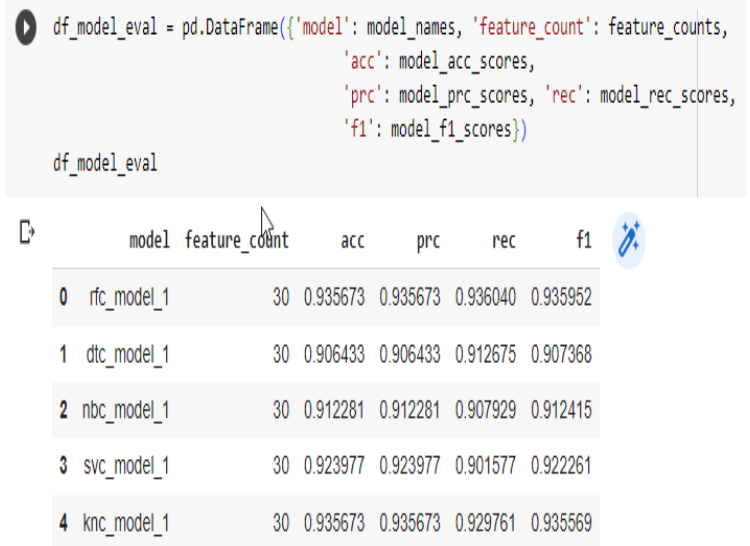 df_model_eval = pd.DataFrame({'model': model_names, 'feature_count': feature_counts,
'acc': model_acc_scores,
'prc': model_prc_scores, 'rec': model_rec_scores,
'f1': model_f1_scores})
df_model_eval
model feature_count acc prc rec f1
0 rfc_model_1 30 0.935673 0.935673 0.936040 0.935952
1 dtc_model_1 30 0.906433 0.906433 0.912675 0.907368
2 nbc_model_1 30 0.912281 0.912281 0.907929 0.912415
3 svc_model_1 30 0.923977 0.923977 0.901577 0.922261
4 knc_model_1 30 0.935673 0.935673 0.929761 0.935569